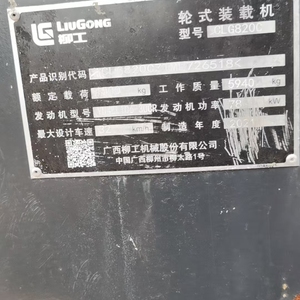 LIUGONG 轮式装载机
柳工 型号
产品识别代码
额定载荷 kg 工作质量 5940 kg
发动机型号 发动机功率 kW
最大设计车速 km/h 制造年度
广西柳工机械股份有限公司
中国广西柳州市柳太路1号